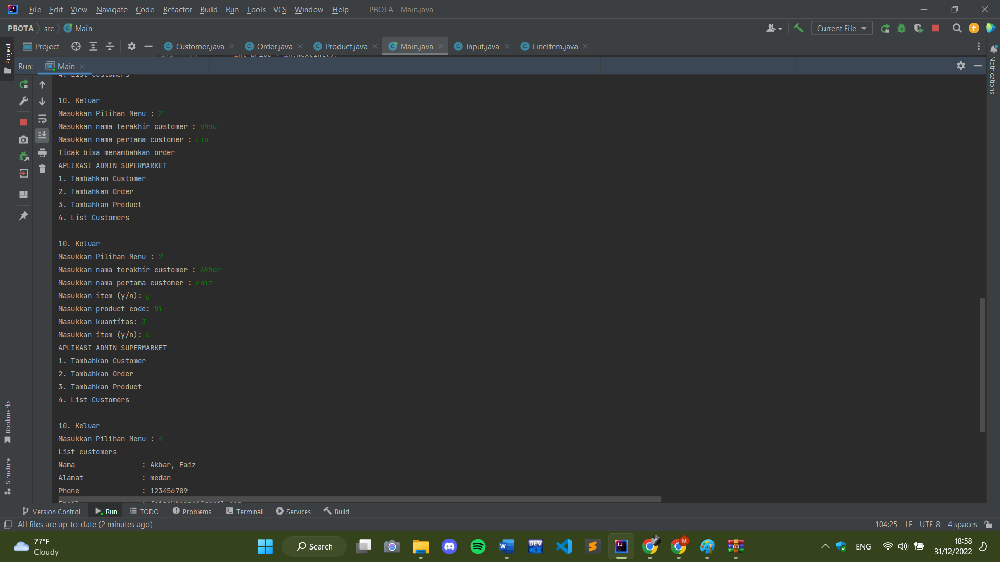 File Edit View Navigate Code Refactor Build Run Tools VCS Window Help PBOTA - Main.java
PBOTA src Main Current File
Project Customer.java Order.java Product.java Main.java Input.java LineItem.java
Run: Main
4. List Customers
10. Keluar
Masukkan Pilihan Menu : 2
Masukkan nama terakhir customer : shau
Masukkan nama pertama customer : Liu
Tidak bisa menambahkan order
APLIKASI ADMIN SUPERMARKET
1. Tambahkan Customer
2. Tambahkan Order
3. Tambahkan Product
4. List Customers
10. Keluar
Masukkan Pilihan Menu : 2
Masukkan nama terakhir customer : Akbar
Masukkan nama pertama customer : Faiz
Masukkan item (y/n): y
Masukkan product code: 01
Masukkan kuantitas: 3
Masukkan item (y/n): n
APLIKASI ADMIN SUPERMARKET
1. Tambahkan Customer
2. Tambahkan Order
3. Tambahkan Product
4. List Customers
10. Keluar
Masukkan Pilihan Menu : 4
List customers
Nama : Akbar, Faiz
Alamat : medan
Phone : 123456789
Project
Bookmarks
Structure
Notifications
Version Control Run TODO Problems Terminal Services Build
All files are up-to-date (2 minutes ago) 104:25 LF UTF-8 4 spaces
77°F
Cloudy
Search
ENG
18:58
31/12/2022